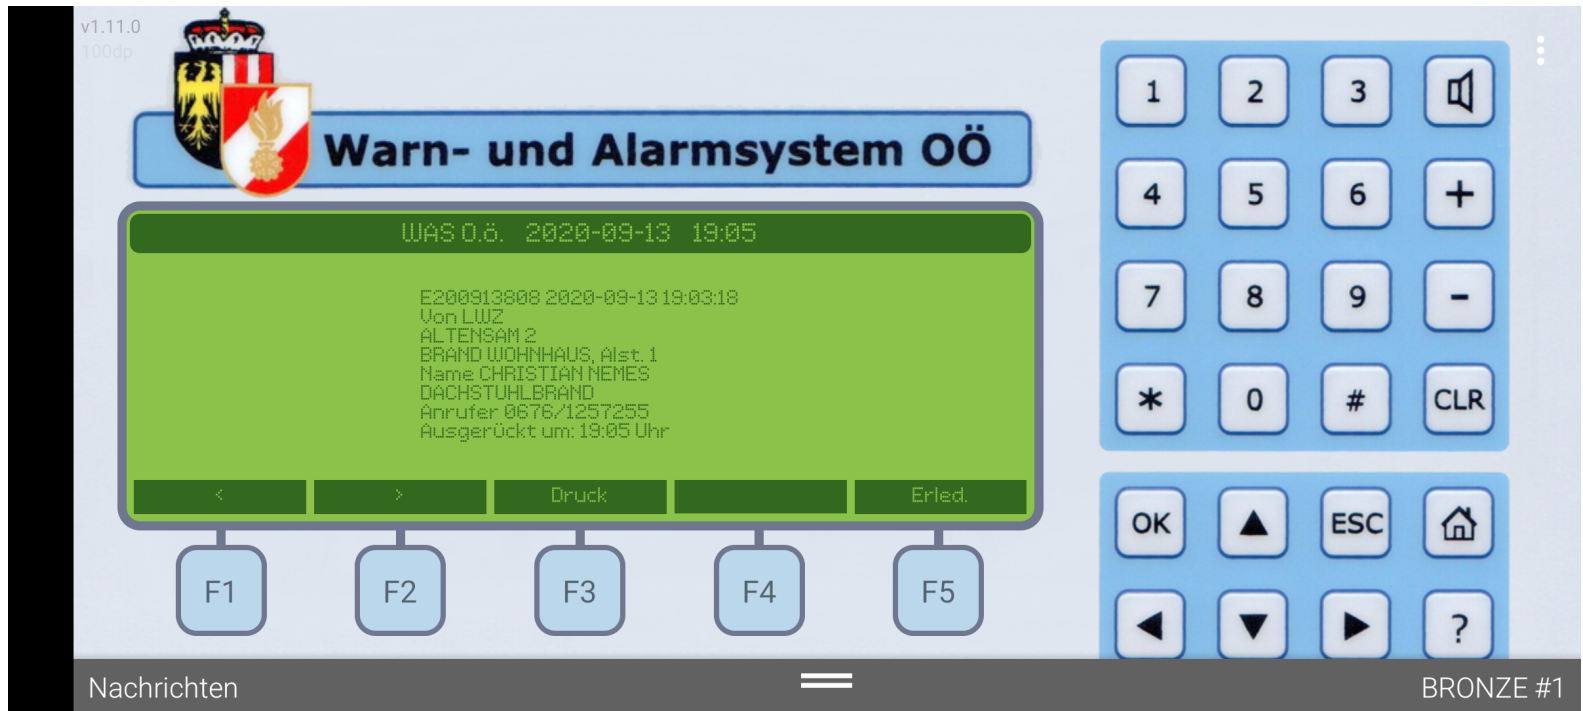 v1.11.0
100dp
Warn- und Alarmsystem OÖ
WAS O.ö. 2020-09-13 19:05
E200913808 2020-09-13 19:03:18
Von LWZ
ALTENSAM 2
BRAND WOHNHAUS, Alst. 1
Name CHRISTIAN NEMES
DACHSTUHLBRAND
Anrufer 0676/1257255
Ausgerückt um: 19:05 Uhr
< > Druck Erled.
F1 F2 F3 F4 F5
1 2 3
4 5 6 +
7 8 9 -
* 0 # CLR
OK ▲ ESC
◀ ▼ ▶ ?
Nachrichten
BRONZE #1